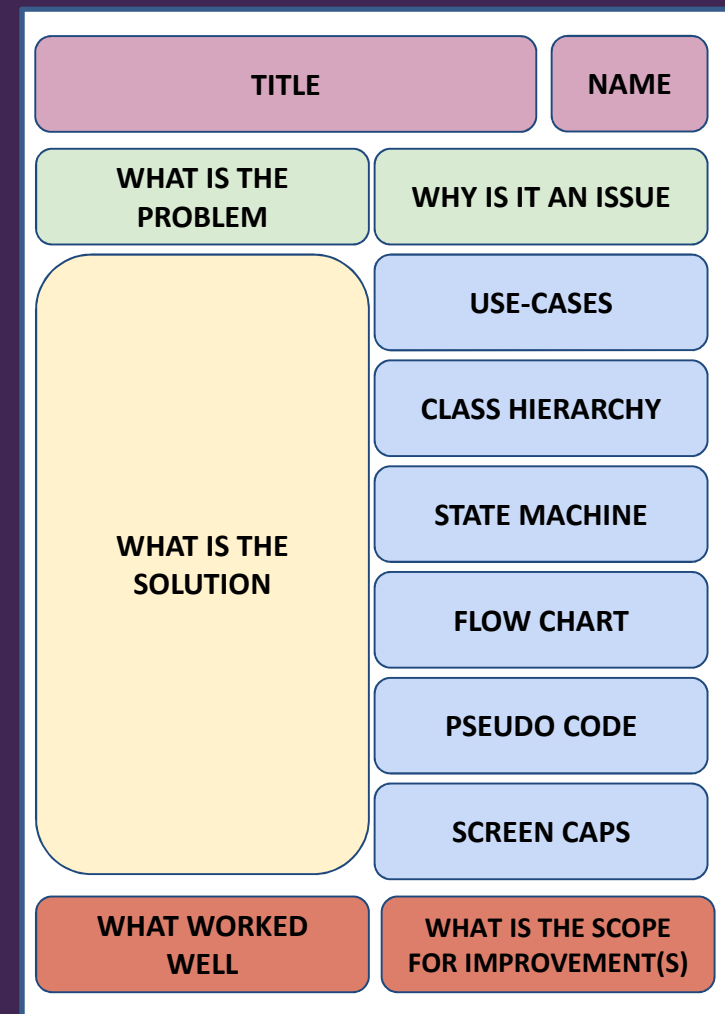 TITLE
NAME
WHAT IS THE
PROBLEM
WHY IS IT AN ISSUE
WHAT IS THE
SOLUTION
USE-CASES
CLASS HIERARCHY
STATE MACHINE
FLOW CHART
PSEUDO CODE
SCREEN CAPS
WHAT WORKED
WELL
WHAT IS THE SCOPE
FOR IMPROVEMENT(S)